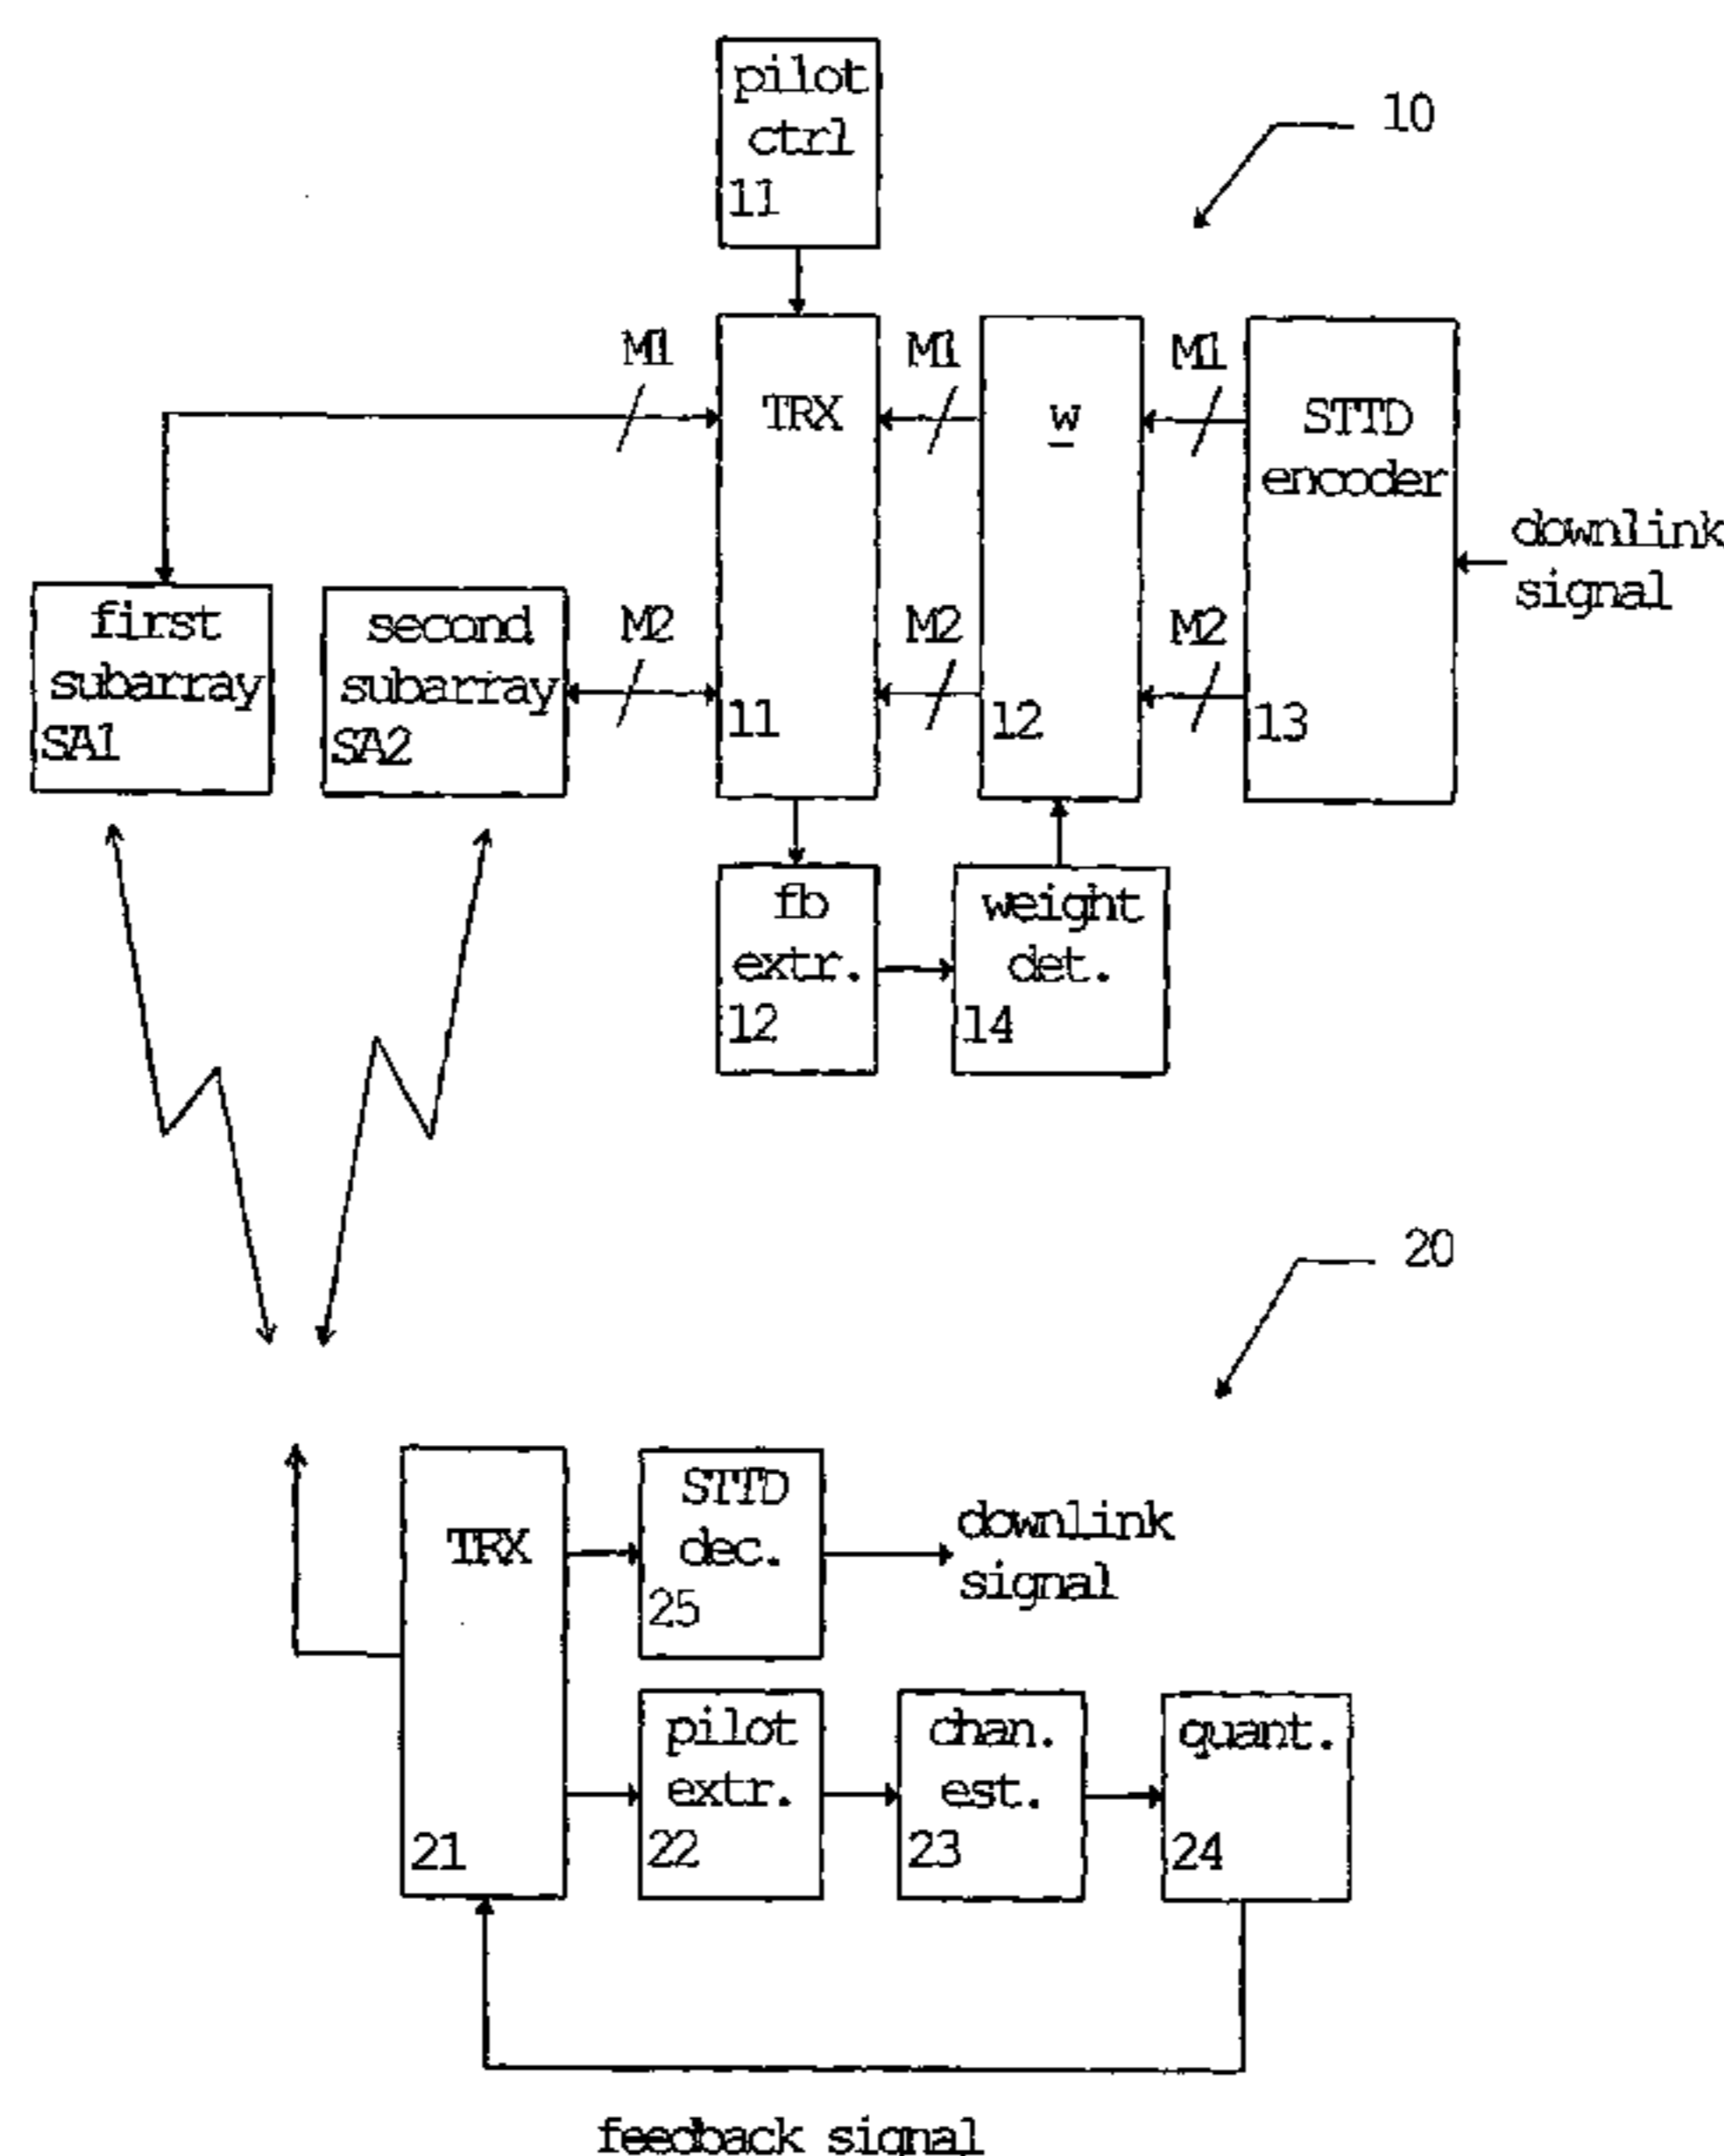 pilot
ctrl
11
10
M1
M1
M1
TRX
w
STTD
encoder
downlink
signal
first
subarray
SA1
second
subarray
SA2
M2
M2
M2
11
12
13
fb
extr.
12
weight
det.
14
20
TRX
21
STTD
dec.
25
downlink
signal
pilot
extr.
22
chan.
est.
23
quant.
24
feedback signal